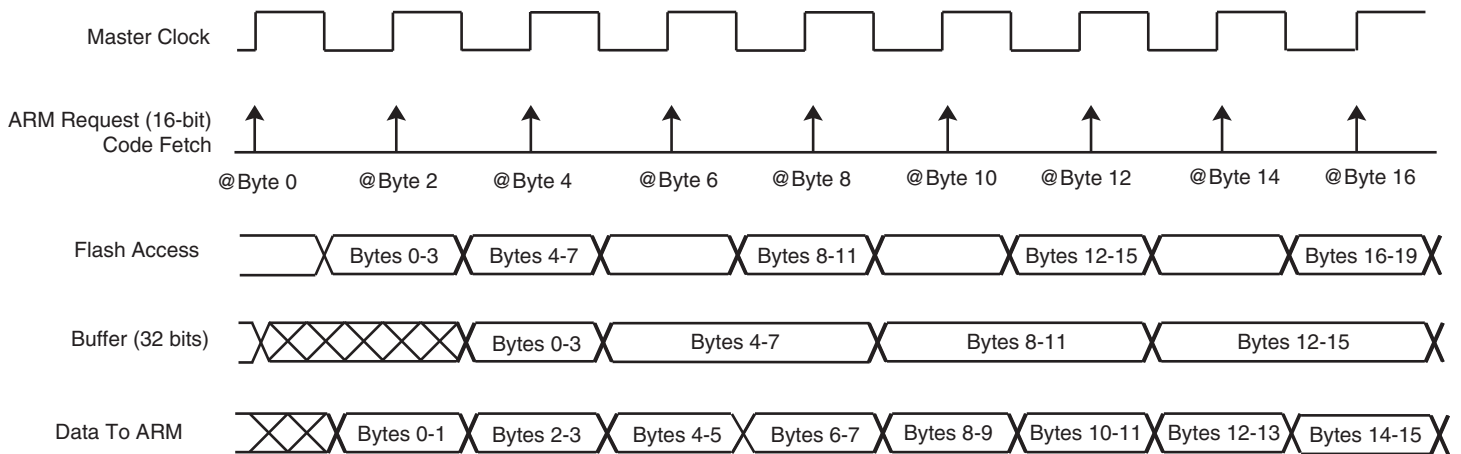 Master Clock
ARM Request (16-bit)
Code Fetch
@Byte 0 @Byte 2 @Byte 4 @Byte 6 @Byte 8 @Byte 10 @Byte 12 @Byte 14 @Byte 16
Flash Access Bytes 0-3 Bytes 4-7 Bytes 8-11 Bytes 12-15 Bytes 16-19
Buffer (32 bits) Bytes 0-3 Bytes 4-7 Bytes 8-11 Bytes 12-15
Data To ARM Bytes 0-1 Bytes 2-3 Bytes 4-5 Bytes 6-7 Bytes 8-9 Bytes 10-11 Bytes 12-13 Bytes 14-15